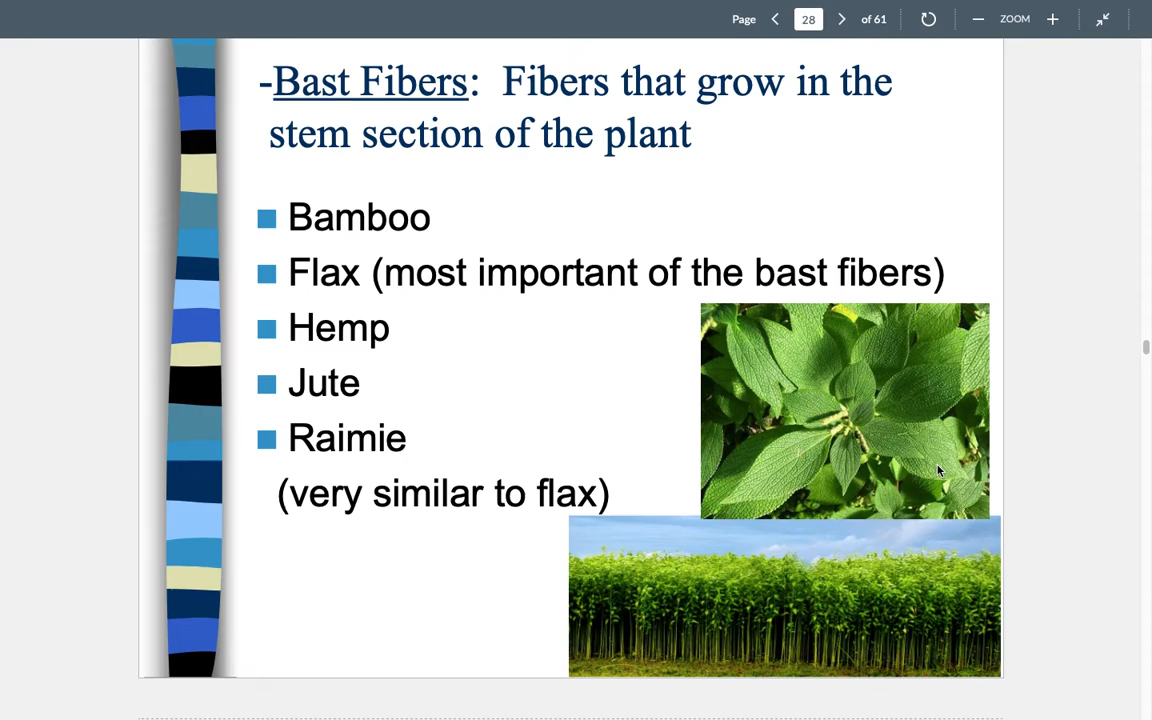 Page 28 of 61 ZOOM
-Bast Fibers: Fibers that grow in the
stem section of the plant
Bamboo
Flax (most important of the bast fibers)
Hemp
Jute
Raimie
(very similar to flax)